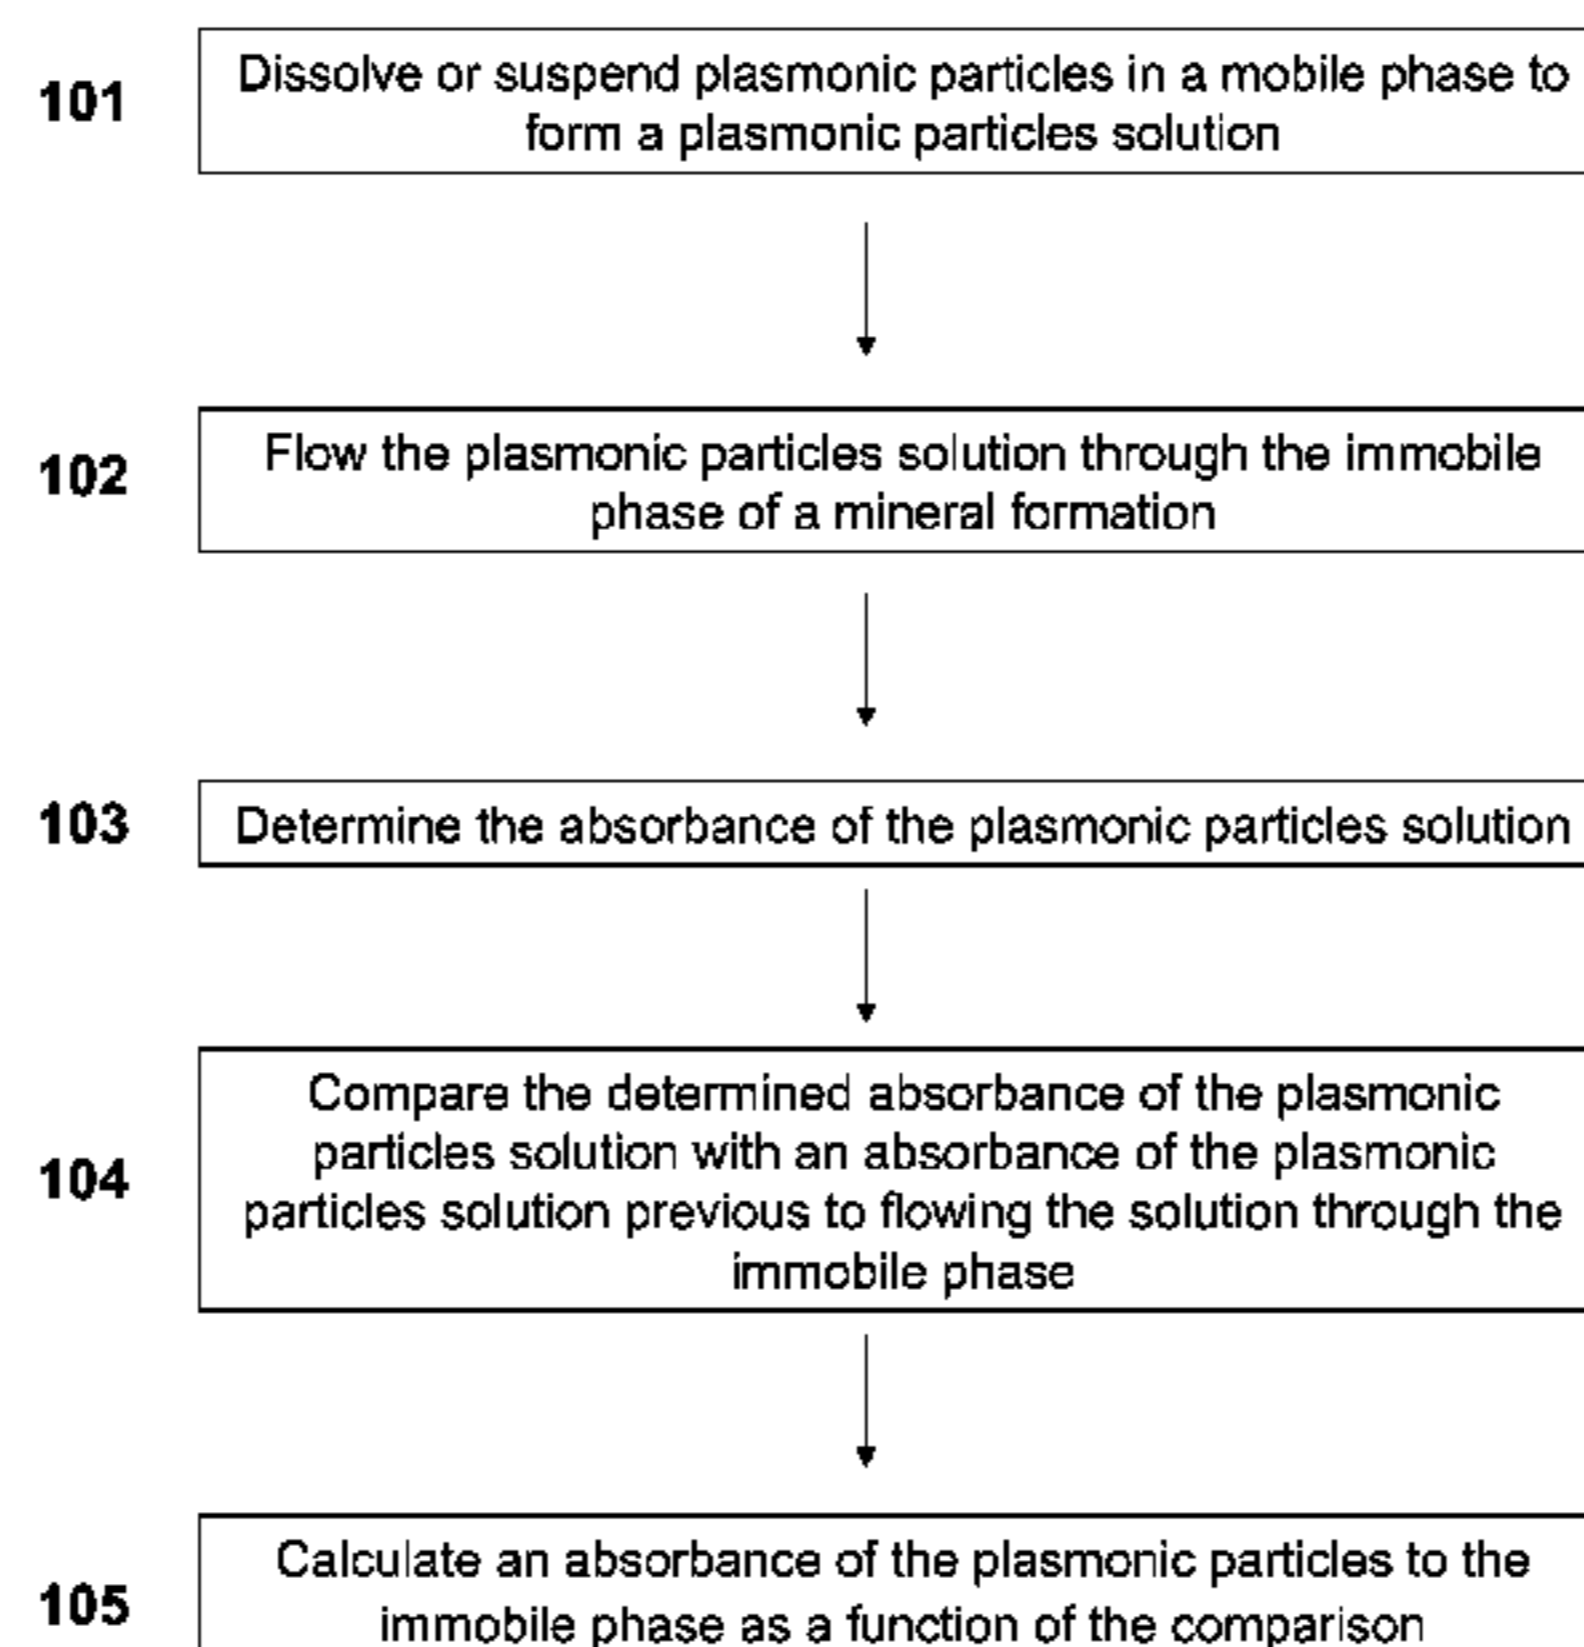 101
Dissolve or suspend plasmonic particles in a mobile phase to
form a plasmonic particles solution
102
Flow the plasmonic particles solution through the immobile
phase of a mineral formation
103
Determine the absorbance of the plasmonic particles solution
104
Compare the determined absorbance of the plasmonic
particles solution with an absorbance of the plasmonic
particles solution previous to flowing the solution through the
immobile phase
105
Calculate an absorbance of the plasmonic particles to the
immobile phase as a function of the comparison